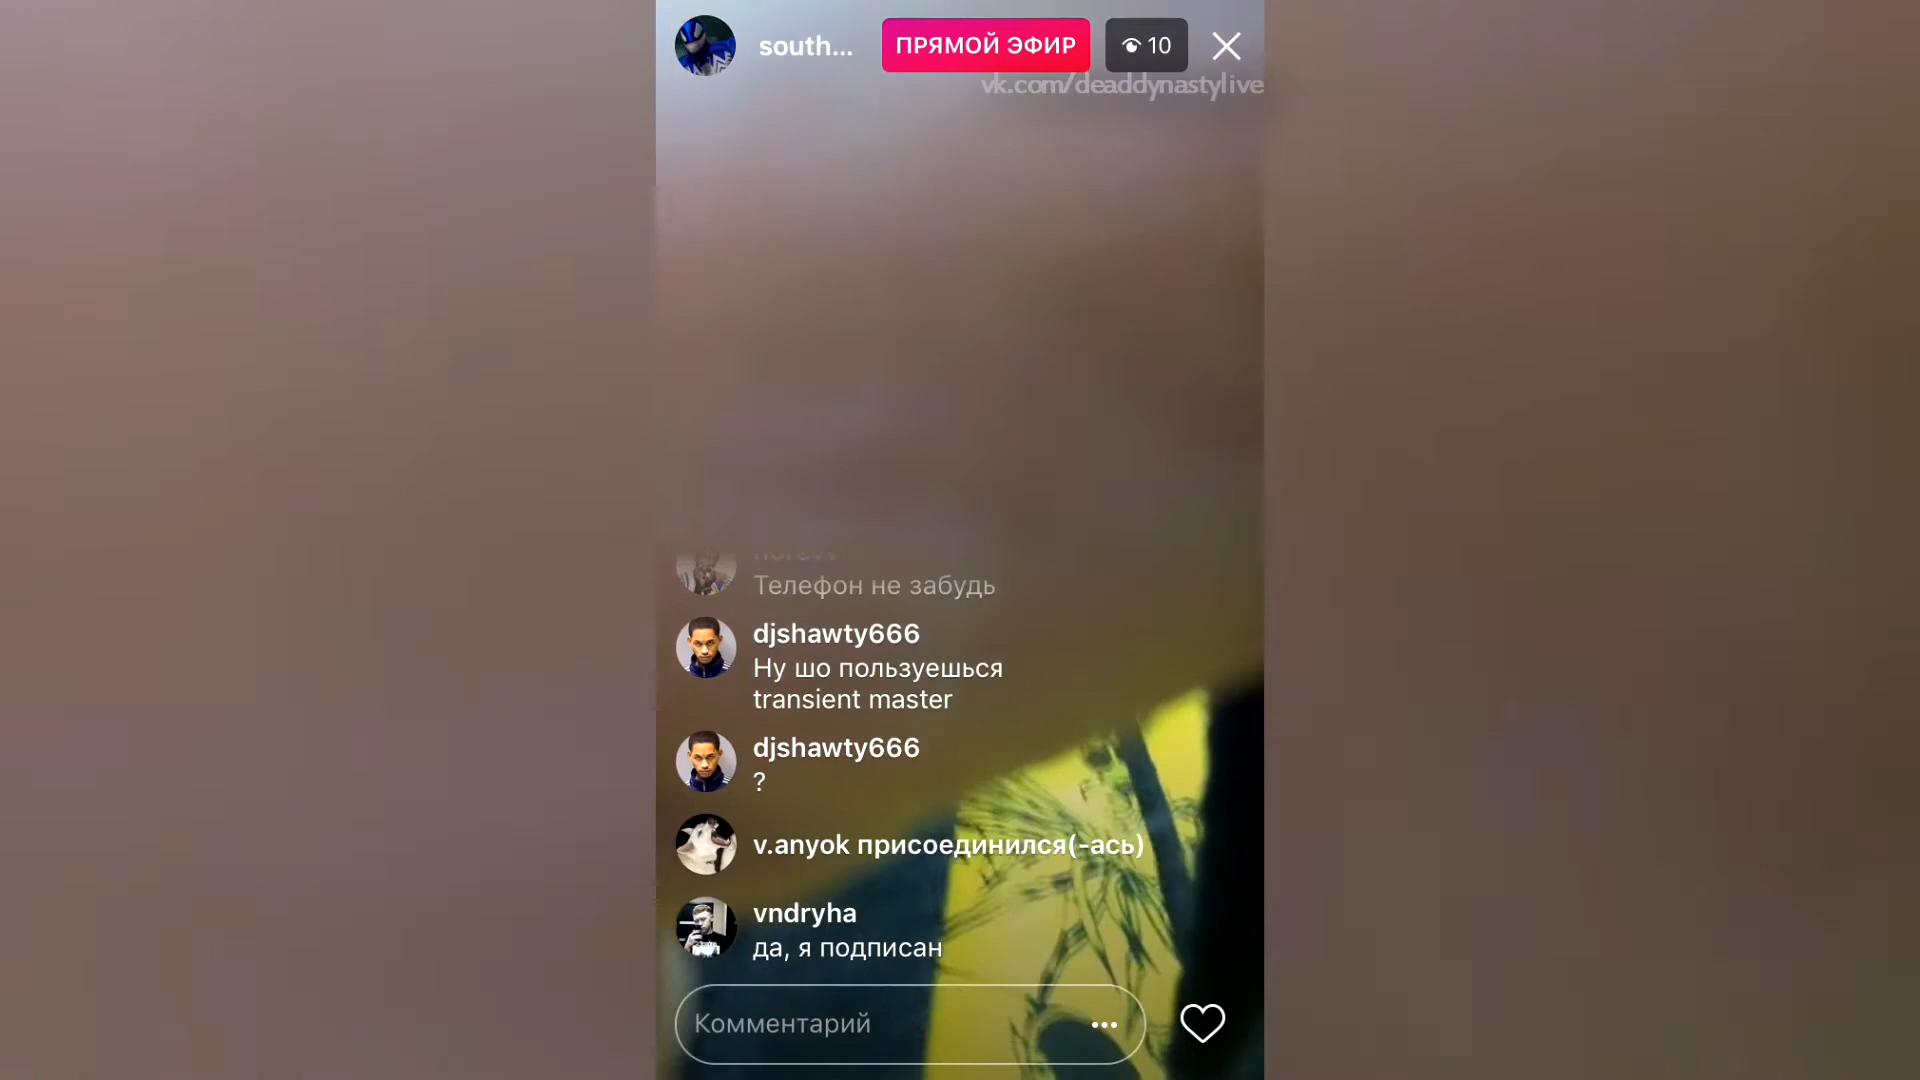 south...
ПРЯМОЙ ЭФИР
10
vk.com/deaddynastylive
Телефон не забудь
djshawty666
Ну шо пользуешься
transient master
djshawty666
?
v.anyok присоединился(-ась)
vndryha
да, я подписан
Комментарий